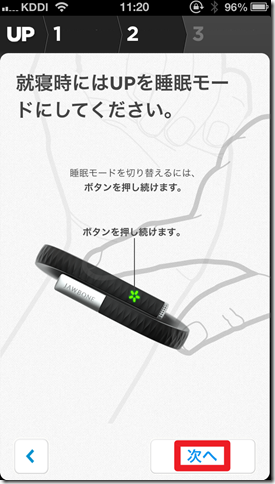 KDDI 11:20 96%
UP 1 2 3
就寝時にはUPを睡眠モー
ドにしてください。
睡眠モードを切り替えるには、
ボタンを押し続けます。
ボタンを押し続けます。
JAWBONE
次へ